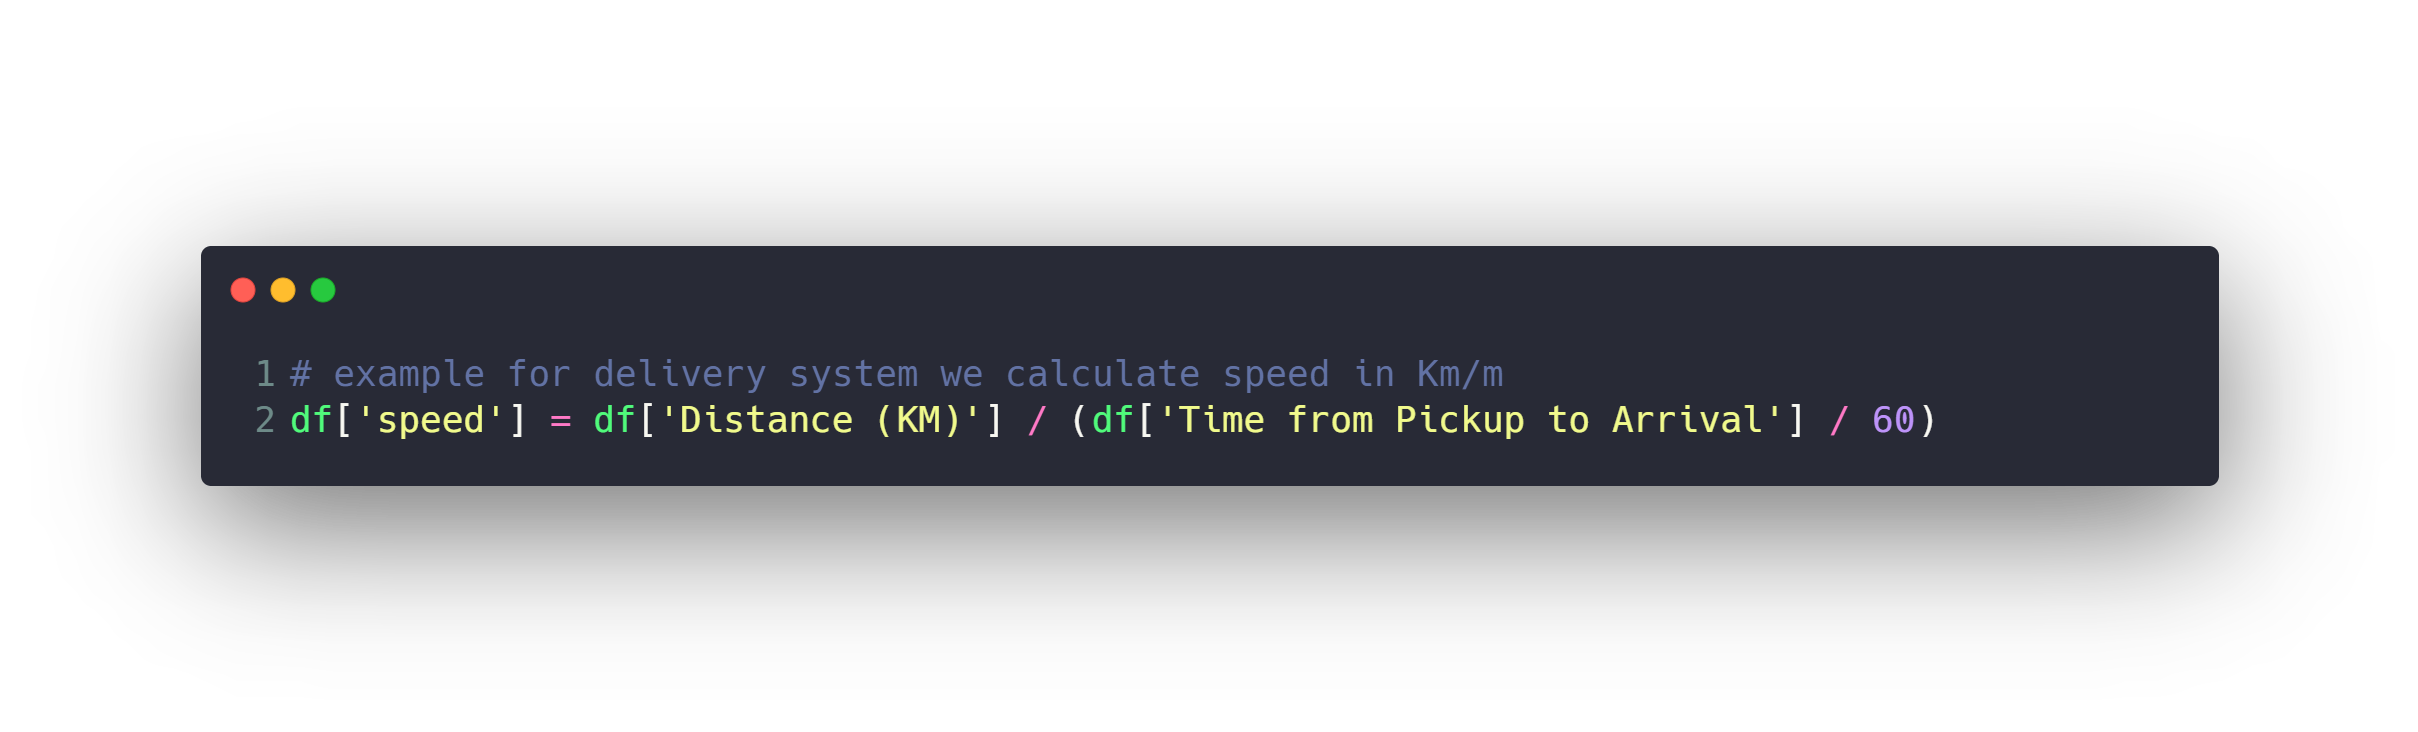 1 # example for delivery system we calculate speed in Km/m
2 df['speed'] = df['Distance (KM)'] / (df['Time from Pickup to Arrival'] / 60)